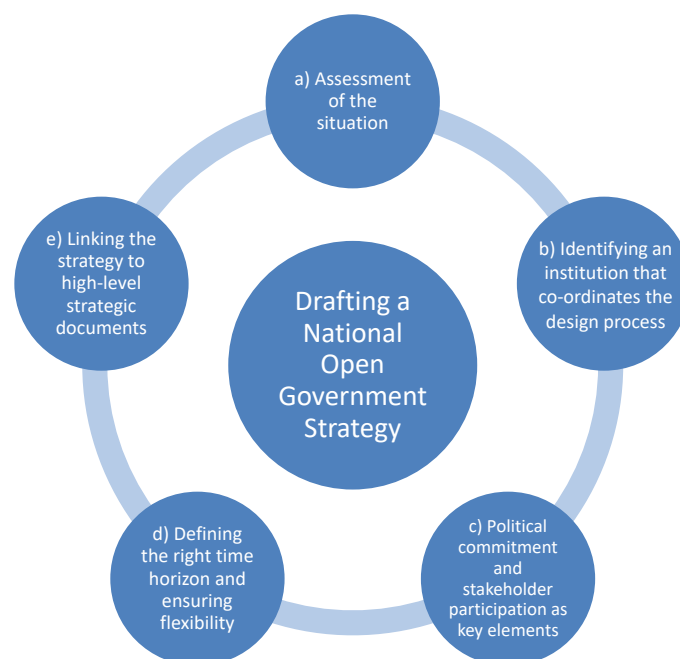 a) Assessment
of the
situation
b) Identifying an
institution that
co-ordinates the
design process
c) Political
commitment
and
stakeholder
participation as
key elements
d) Defining
the right time
horizon and
ensuring
flexibility
e) Linking the
strategy to
high-level
strategic
documents
Drafting a
National
Open
Government
Strategy